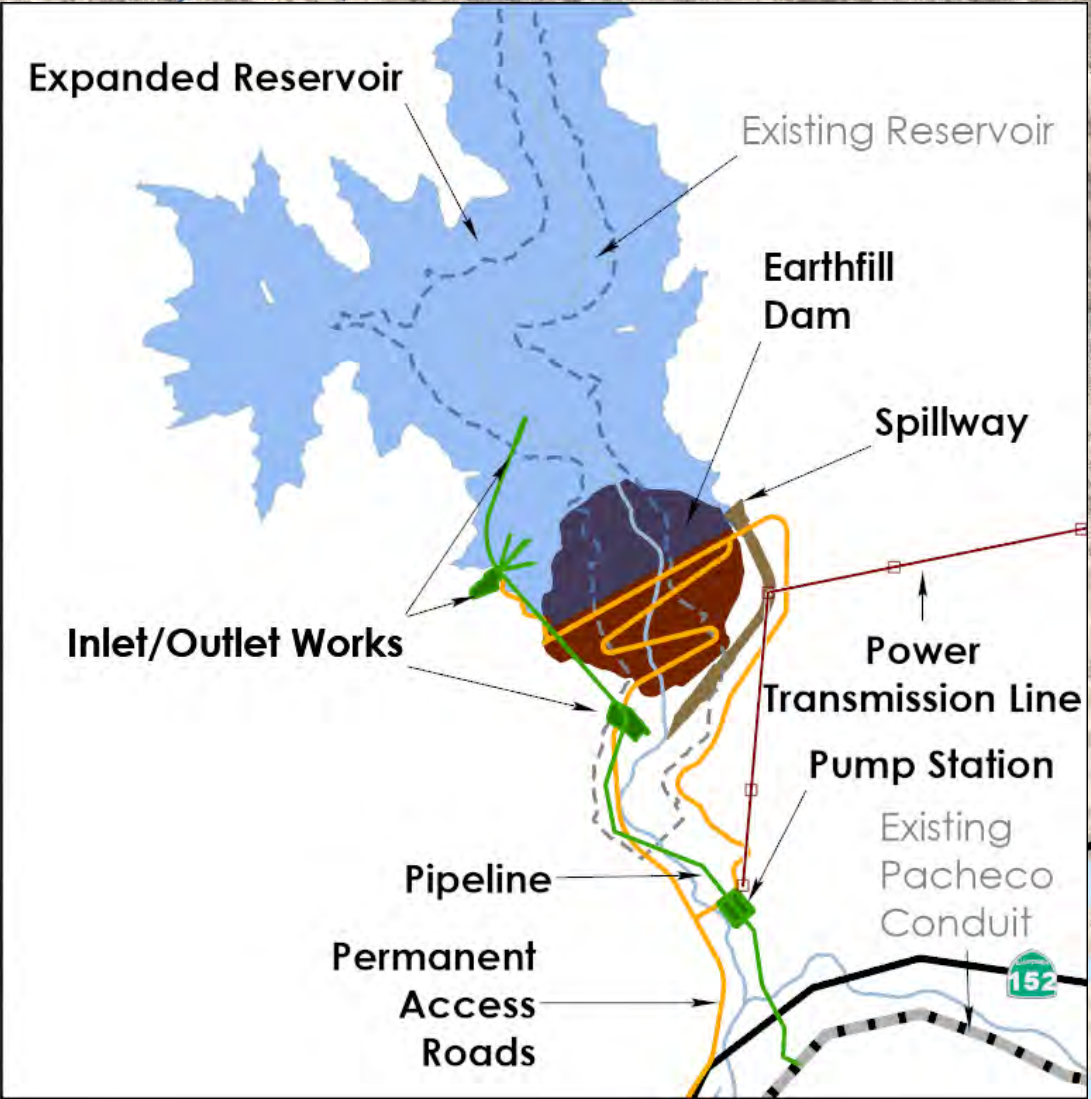 Expanded Reservoir
Existing Reservoir
Earthfill
Dam
Spillway
Inlet/Outlet Works
Power
Transmission Line
Pump Station
Existing
Pacheco
Conduit
Pipeline
Permanent
Access
Roads
152